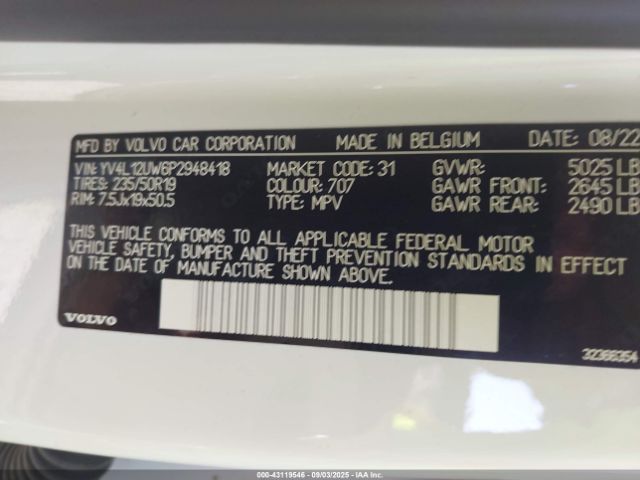 MFD BY VOLVO CAR CORPORATION MADE IN BELGIUM DATE: 08/22
VIN: YV4L12UW6P2948418 MARKET CODE: 31 GVWR: 5025 LB
TIRES: 235/50R19 COLOUR: 707 GAWR FRONT: 2645 LB
RIM: 7.5Jx19x50.5 TYPE: MPV GAWR REAR: 2490 LB
THIS VEHICLE CONFORMS TO ALL APPLICABLE FEDERAL MOTOR
VEHICLE SAFETY, BUMPER AND THEFT PREVENTION STANDARDS IN EFFECT
ON THE DATE OF MANUFACTURE SHOWN ABOVE.
VOLVO
32366354
000-43119546 - 09/03/2025 - IAA Inc.